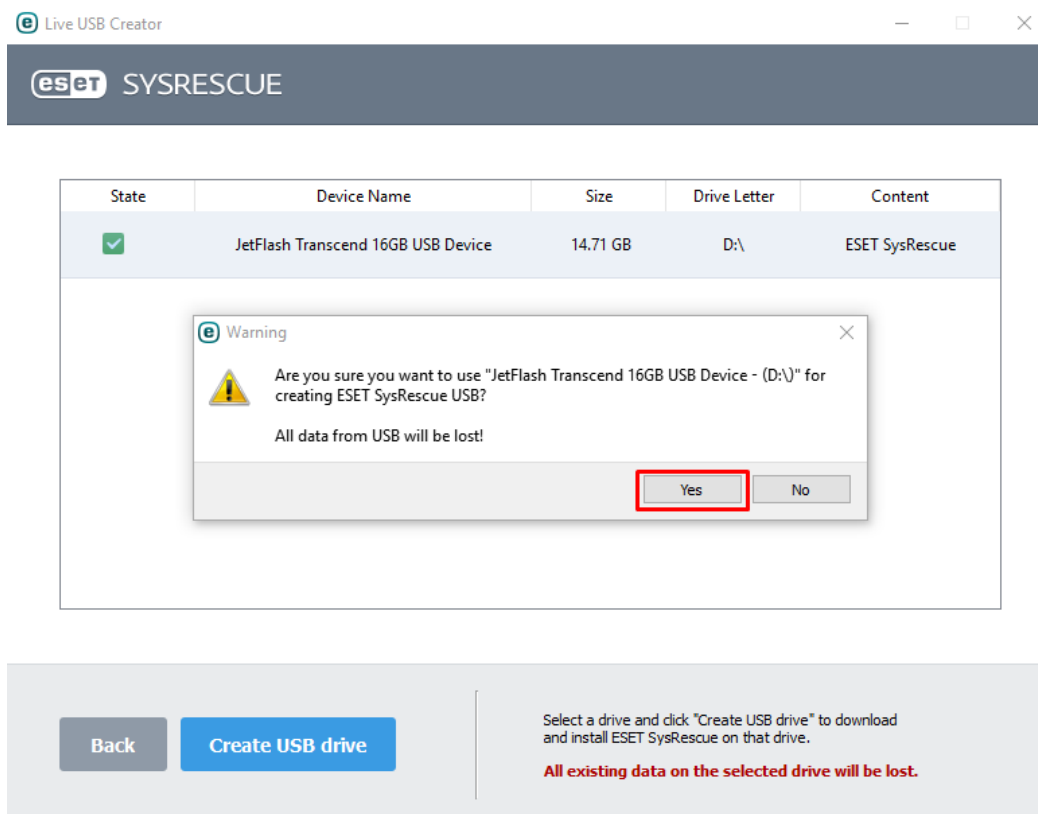 Live USB Creator
eset SYSRESCUE
State Device Name Size Drive Letter Content
JetFlash Transcend 16GB USB Device 14.71 GB D:\ ESET SysRescue
Warning
Are you sure you want to use "JetFlash Transcend 16GB USB Device - (D:\)" for
creating ESET SysRescue USB?
All data from USB will be lost!
Yes No
Back Create USB drive
Select a drive and click "Create USB drive" to download
and install ESET SysRescue on that drive.
All existing data on the selected drive will be lost.